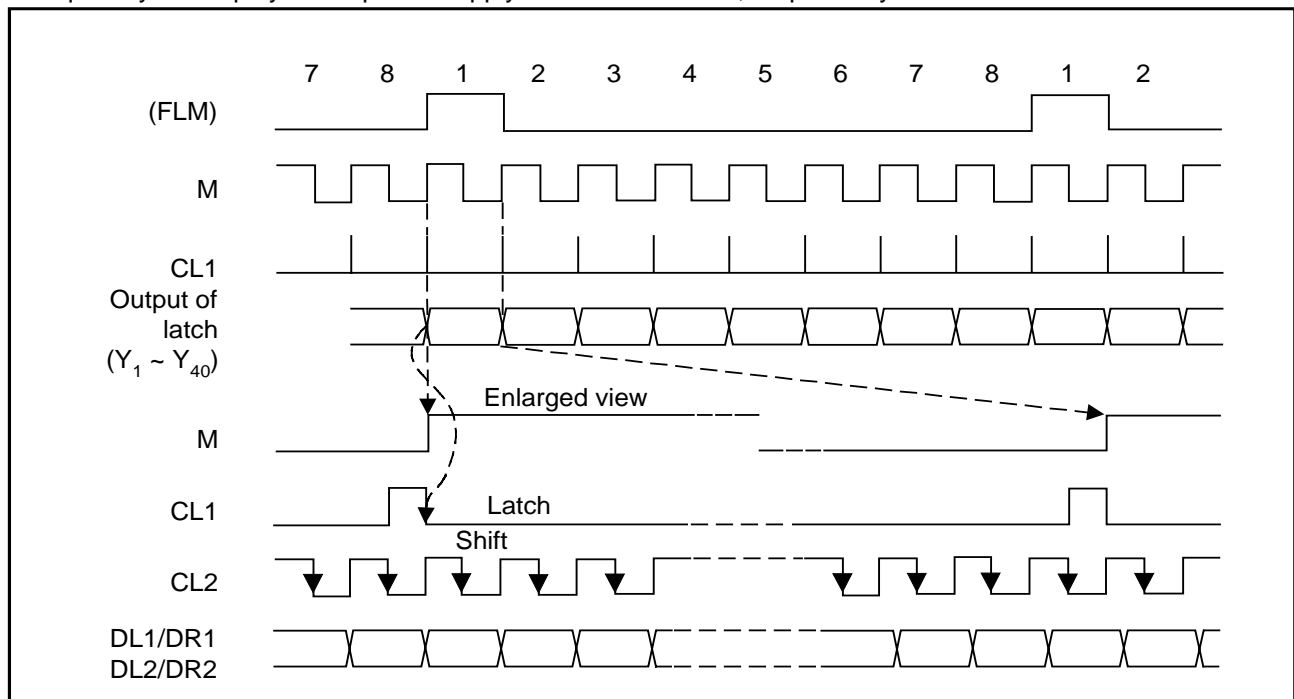 7 8 1 2 3 4 5 6 7 8 1 2
(FLM)
M
CL1
Output of
latch
(Y1 ~ Y40)
Enlarged view
M
CL1
Latch
Shift
CL2
DL1/DR1
DL2/DR2